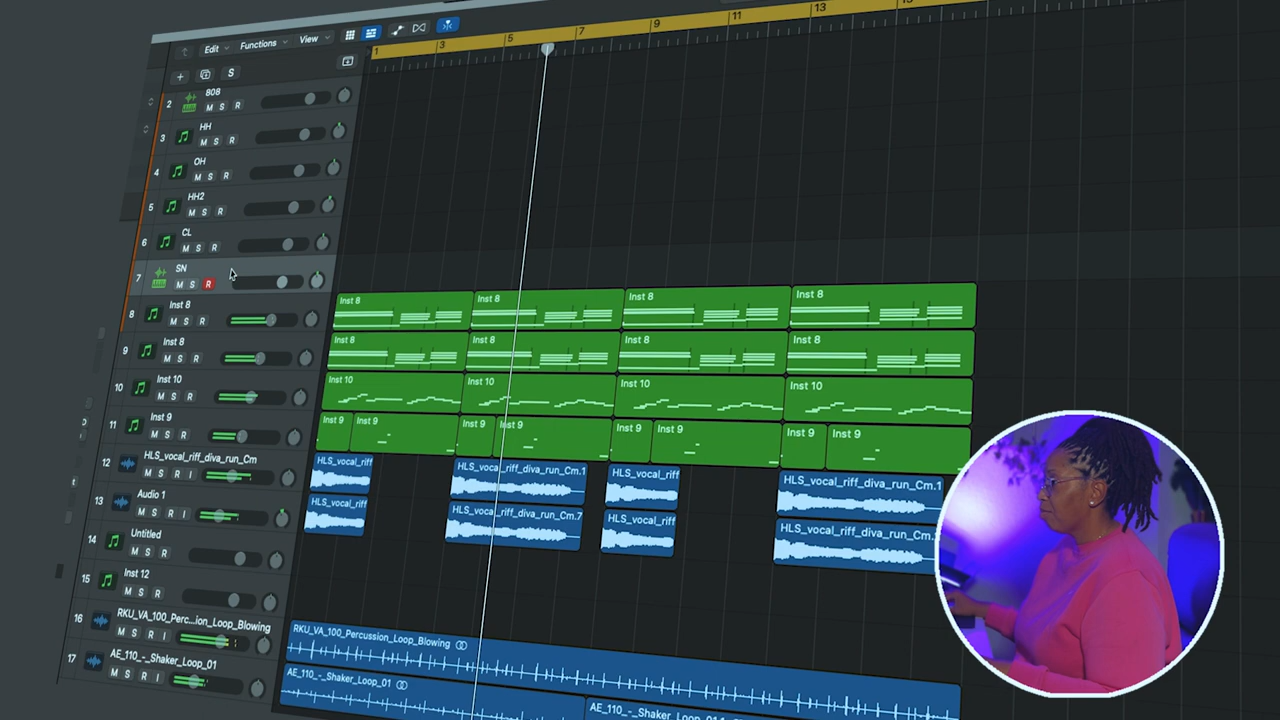 Edit Functions View
1 3 5 7 9 11 13
S
2 808
M S R
3 HH
M S R
4 OH
M S R
5 HH2
M S R
6 CL
M S R
7 SN
M S R
8 Inst 8
M S R
9 Inst 8
M S R
10 Inst 10
M S R
11 Inst 9
M S R
12 HLS_vocal_riff_diva_run_Cm
M S R I
13 Audio 1
M S R I
14 Untitled
M S R
15 Inst 12
M S R
16 RKU_VA_100_Perc...ion_Loop_Blowing
M S R I
17 AE_110_-_Shaker_Loop_01
M S R I
Inst 8 Inst 8 Inst 8 Inst 8
Inst 8 Inst 8 Inst 8 Inst 8
Inst 10 Inst 10 Inst 10 Inst 10
Inst 9 Inst 9 Inst 9 Inst 9 Inst 9 Inst 9 Inst 9 Inst 9
HLS_vocal_riff HLS_vocal_riff_diva_run_Cm.1 HLS_vocal_riff HLS_vocal_riff_diva_run_Cm.1
HLS_vocal_riff HLS_vocal_riff_diva_run_Cm.7 HLS_vocal_riff HLS_vocal_riff_diva_run_Cm.
RKU_VA_100_Percussion_Loop_Blowing
AE_110_-_Shaker_Loop_01 AE_110_-_Shaker_Loop_01